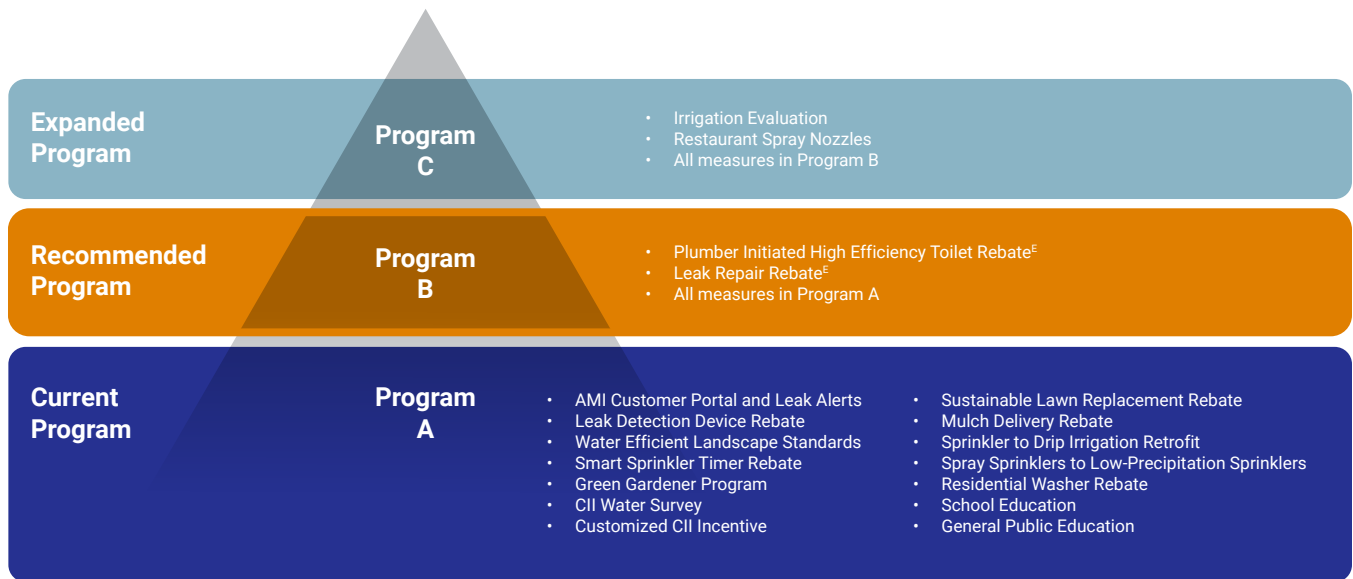 Expanded
Program
Program
C
• Irrigation Evaluation
• Restaurant Spray Nozzles
• All measures in Program B
Recommended
Program
Program
B
• Plumber Initiated High Efficiency Toilet Rebateᴱ
• Leak Repair Rebateᴱ
• All measures in Program A
Current
Program
Program
A
• AMI Customer Portal and Leak Alerts
• Leak Detection Device Rebate
• Water Efficient Landscape Standards
• Smart Sprinkler Timer Rebate
• Green Gardener Program
• CII Water Survey
• Customized CII Incentive
• Sustainable Lawn Replacement Rebate
• Mulch Delivery Rebate
• Sprinkler to Drip Irrigation Retrofit
• Spray Sprinklers to Low-Precipitation Sprinklers
• Residential Washer Rebate
• School Education
• General Public Education